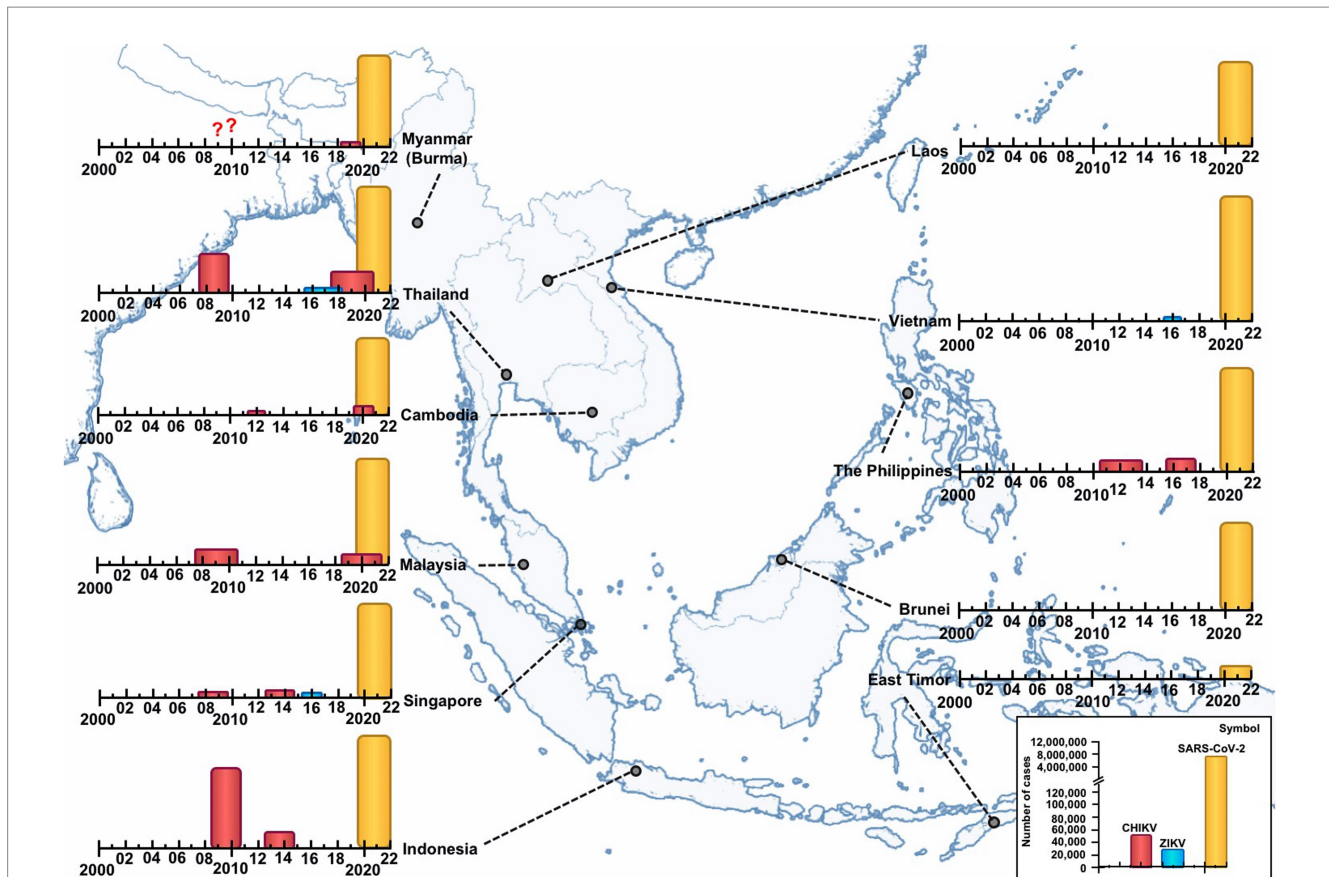 ??
02 04 06 08 12 14 16 18 22
2000 2010 2020
Myanmar
(Burma)
02 04 06 08 12 14 16 18 22
2000 2010 2020
Laos
02 04 06 08 12 14 16 18 22
2000 2010 2020
Thailand
02 04 06 08 12 14 16 18 22
2000 2010 2020
Vietnam
02 04 06 08 12 14 16 18 22
2000 2010 2020
Cambodia
02 04 06 08 12 14 16 18 22
2000 2010 2020
The Philippines
02 04 06 08 12 14 16 18 22
2000 2010 2020
Malaysia
02 04 06 08 12 14 16 18 22
2000 2010 2020
Brunei
02 04 06 08 12 14 16 18 22
2000 2010 2020
Singapore
02 04 06 08 12 14 16 18 22
2000 2010 2020
East Timor
02 04 06 08 12 14 16 18 22
2000 2010 2020
Indonesia
Symbol
12,000,000
8,000,000
4,000,000
120,000
100,000
80,000
60,000
40,000
20,000
0
Number of cases
SARS-CoV-2
CHIKV
ZIKV